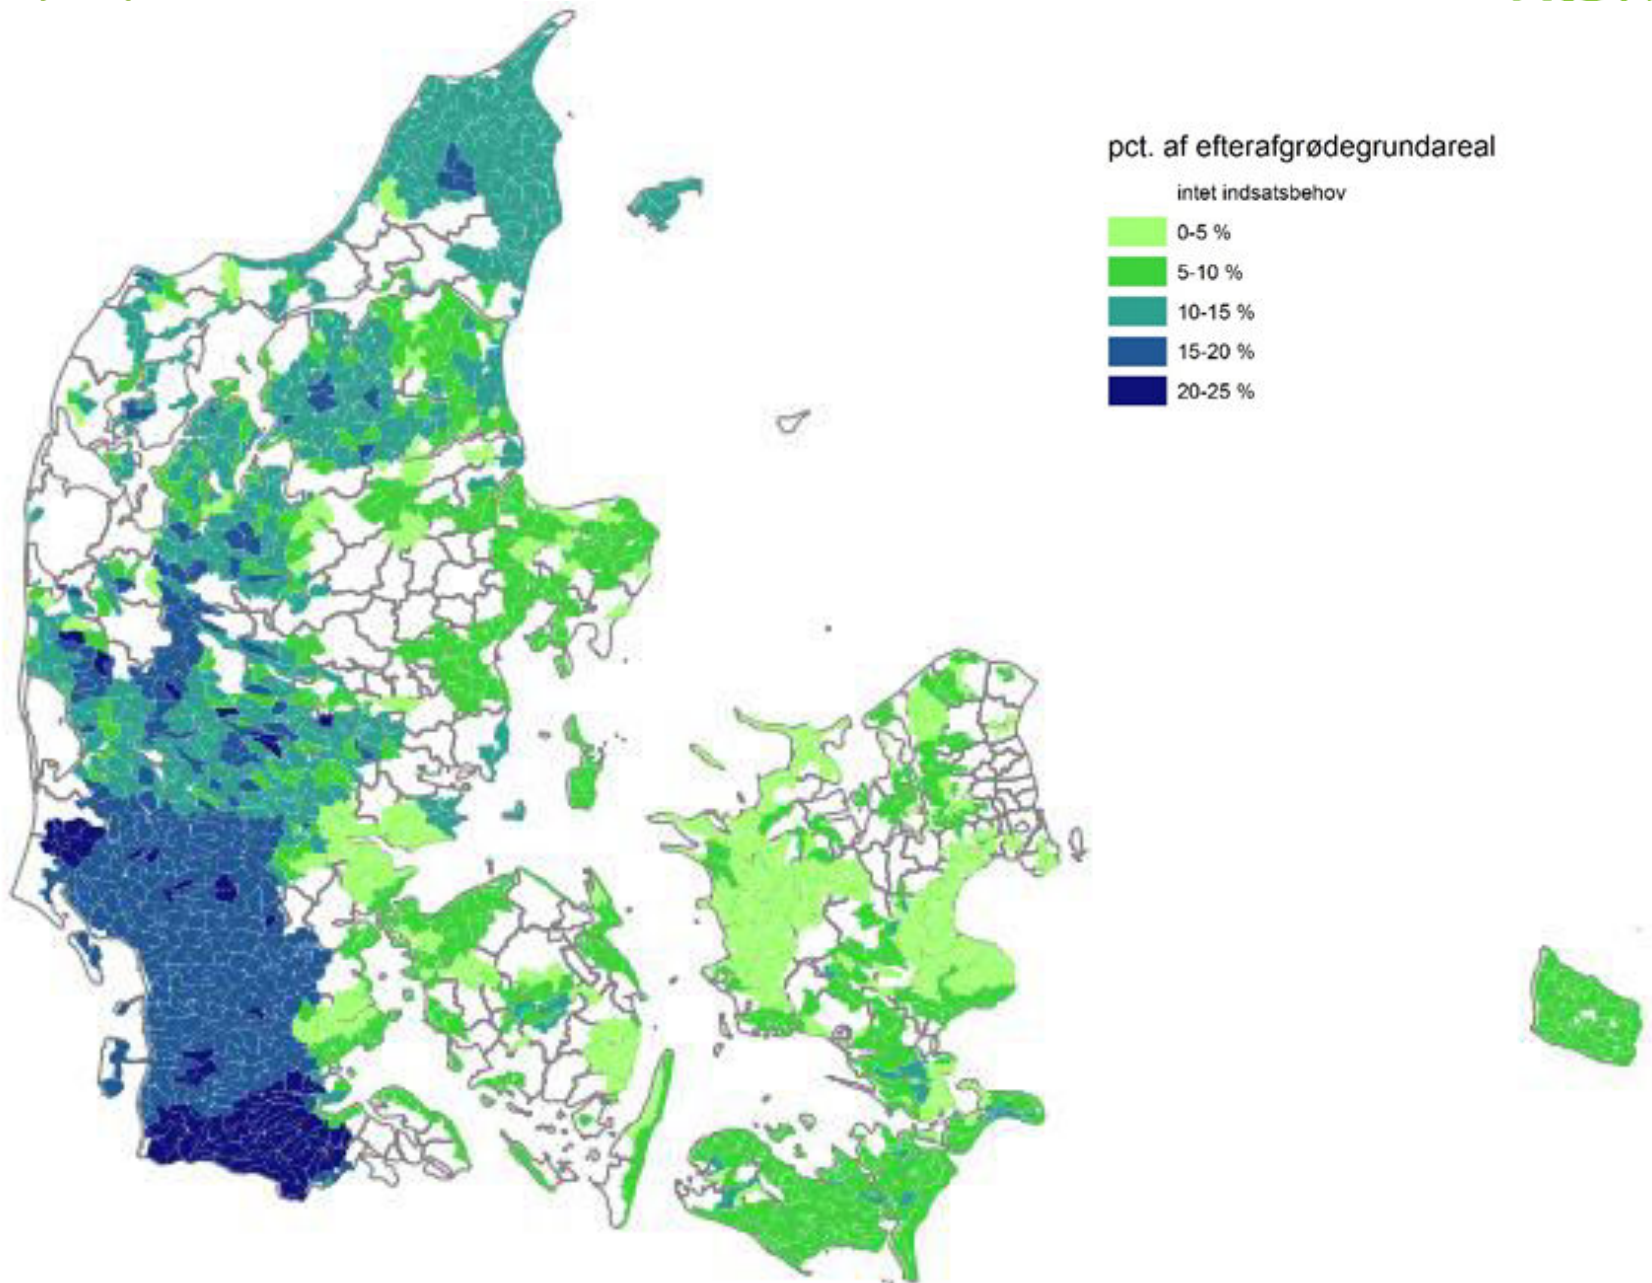 pct. af efterafgrødegrundareal
intet indsatsbehov
0-5 %
5-10 %
10-15 %
15-20 %
20-25 %